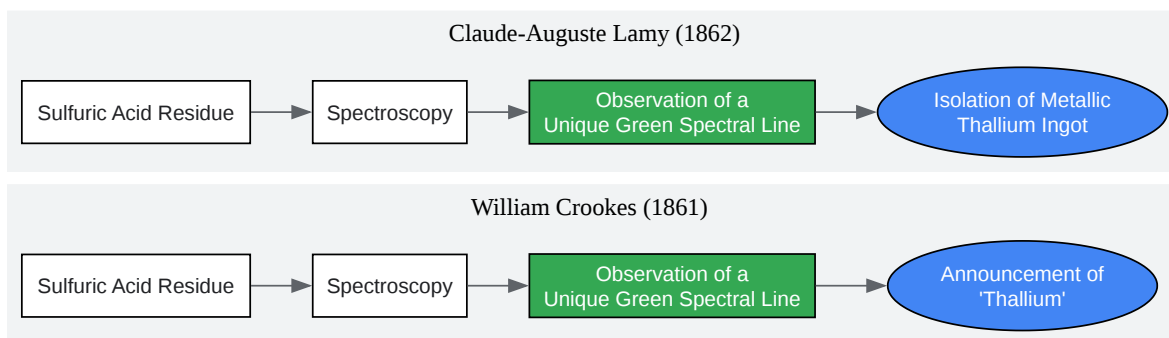 Claude-Auguste Lamy (1862)
Sulfuric Acid Residue
Spectroscopy
Observation of a
Unique Green Spectral Line
Isolation of Metallic
Thallium Ingot
William Crookes (1861)
Sulfuric Acid Residue
Spectroscopy
Observation of a
Unique Green Spectral Line
Announcement of
'Thallium'